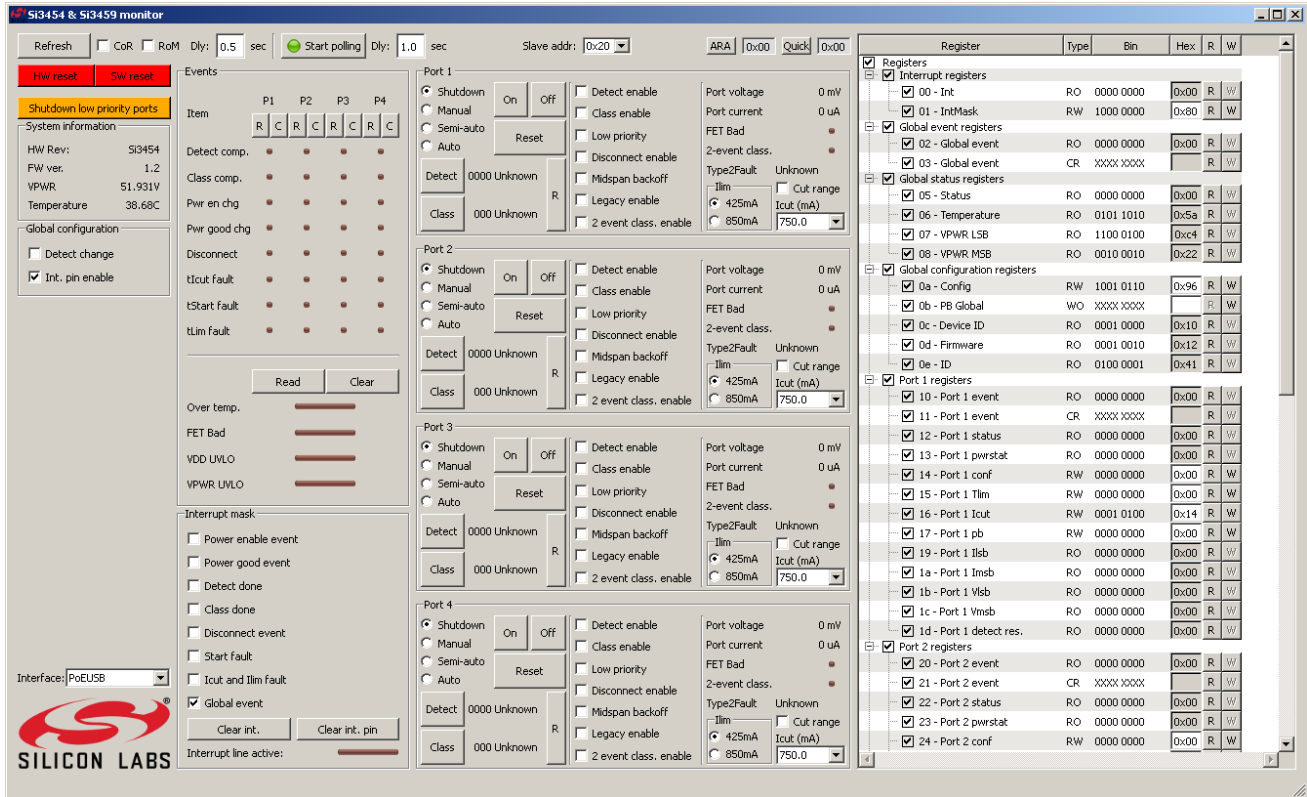 Si3454 & Si3459 monitor
Refresh CoR RoM Dly: 0.5 sec Start polling Dly: 1.0 sec Slave addr: 0x20 ARA 0x00 Quick 0x00
HW reset SW reset
Shutdown low priority ports
System information
HW Rev: Si3454
FW ver. 1.2
VPWR 51.931V
Temperature 38.68C
Global configuration
Detect change
Int. pin enable
Interface: PoEUSB
SILICON LABS
Events
P1 P2 P3 P4
Item
R C R C R C R C
Detect comp.
Class comp.
Pwr en chg
Pwr good chg
Disconnect
tIcut fault
tStart fault
tLim fault
Read Clear
Over temp.
FET Bad
VDD UVLO
VPWR UVLO
Interrupt mask
Power enable event
Power good event
Detect done
Class done
Disconnect event
Start fault
Icut and Ilim fault
Global event
Clear int. Clear int. pin
Interrupt line active:
Port 1
Shutdown
Manual
Semi-auto
Auto
On Off
Reset
Detect 0000 Unknown
R
Class 000 Unknown
Detect enable
Class enable
Low priority
Disconnect enable
Midspan backoff
Legacy enable
2 event class. enable
Port voltage 0 mV
Port current 0 uA
FET Bad
2-event class.
Type2Fault Unknown
Ilim Cut range
425mA Icut (mA)
850mA 750.0
Port 2
Shutdown
Manual
Semi-auto
Auto
On Off
Reset
Detect 0000 Unknown
R
Class 000 Unknown
Detect enable
Class enable
Low priority
Disconnect enable
Midspan backoff
Legacy enable
2 event class. enable
Port voltage 0 mV
Port current 0 uA
FET Bad
2-event class.
Type2Fault Unknown
Ilim Cut range
425mA Icut (mA)
850mA 750.0
Port 3
Shutdown
Manual
Semi-auto
Auto
On Off
Reset
Detect 0000 Unknown
R
Class 000 Unknown
Detect enable
Class enable
Low priority
Disconnect enable
Midspan backoff
Legacy enable
2 event class. enable
Port voltage 0 mV
Port current 0 uA
FET Bad
2-event class.
Type2Fault Unknown
Ilim Cut range
425mA Icut (mA)
850mA 750.0
Port 4
Shutdown
Manual
Semi-auto
Auto
On Off
Reset
Detect 0000 Unknown
R
Class 000 Unknown
Detect enable
Class enable
Low priority
Disconnect enable
Midspan backoff
Legacy enable
2 event class. enable
Port voltage 0 mV
Port current 0 uA
FET Bad
2-event class.
Type2Fault Unknown
Ilim Cut range
425mA Icut (mA)
850mA 750.0
Register Type Bin Hex R W
Registers
Interrupt registers
00 - Int RO 0000 0000 0x00 R W
01 - IntMask RW 1000 0000 0x80 R W
Global event registers
02 - Global event RO 0000 0000 0x00 R W
03 - Global event CR XXXX XXXX R W
Global status registers
05 - Status RO 0000 0000 0x00 R W
06 - Temperature RO 0101 1010 0x5a R W
07 - VPWR LSB RO 1100 0100 0xc4 R W
08 - VPWR MSB RO 0010 0010 0x22 R W
Global configuration registers
0a - Config RW 1001 0110 0x96 R W
0b - PB Global WO XXXX XXXX R W
0c - Device ID RO 0001 0000 0x10 R W
0d - Firmware RO 0001 0010 0x12 R W
0e - ID RO 0100 0001 0x41 R W
Port 1 registers
10 - Port 1 event RO 0000 0000 0x00 R W
11 - Port 1 event CR XXXX XXXX R W
12 - Port 1 status RO 0000 0000 0x00 R W
13 - Port 1 pwrstat RO 0000 0000 0x00 R W
14 - Port 1 conf RW 0000 0000 0x00 R W
15 - Port 1 Tlim RW 0000 0000 0x00 R W
16 - Port 1 Icut RW 0001 0100 0x14 R W
17 - Port 1 pb RW 0000 0000 0x00 R W
19 - Port 1 Ilsb RO 0000 0000 0x00 R W
1a - Port 1 Imsb RO 0000 0000 0x00 R W
1b - Port 1 Vlsb RO 0000 0000 0x00 R W
1c - Port 1 Vmsb RO 0000 0000 0x00 R W
1d - Port 1 detect res. RO 0000 0000 0x00 R W
Port 2 registers
20 - Port 2 event RO 0000 0000 0x00 R W
21 - Port 2 event CR XXXX XXXX R W
22 - Port 2 status RO 0000 0000 0x00 R W
23 - Port 2 pwrstat RO 0000 0000 0x00 R W
24 - Port 2 conf RW 0000 0000 0x00 R W